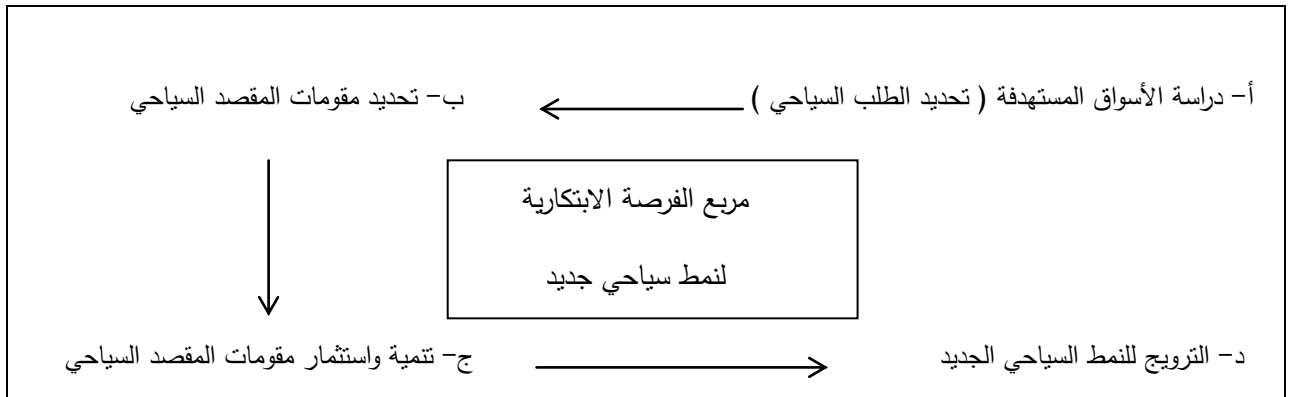 أ- دراسة الأسواق المستهدفة ( تحديد الطلب السياحي )
ب- تحديد مقومات المقصد السياحي
مربع الفرصة الابتكارية
لنمط سياحي جديد
ج- تنمية واستثمار مقومات المقصد السياحي
د- الترويج للنمط السياحي الجديد